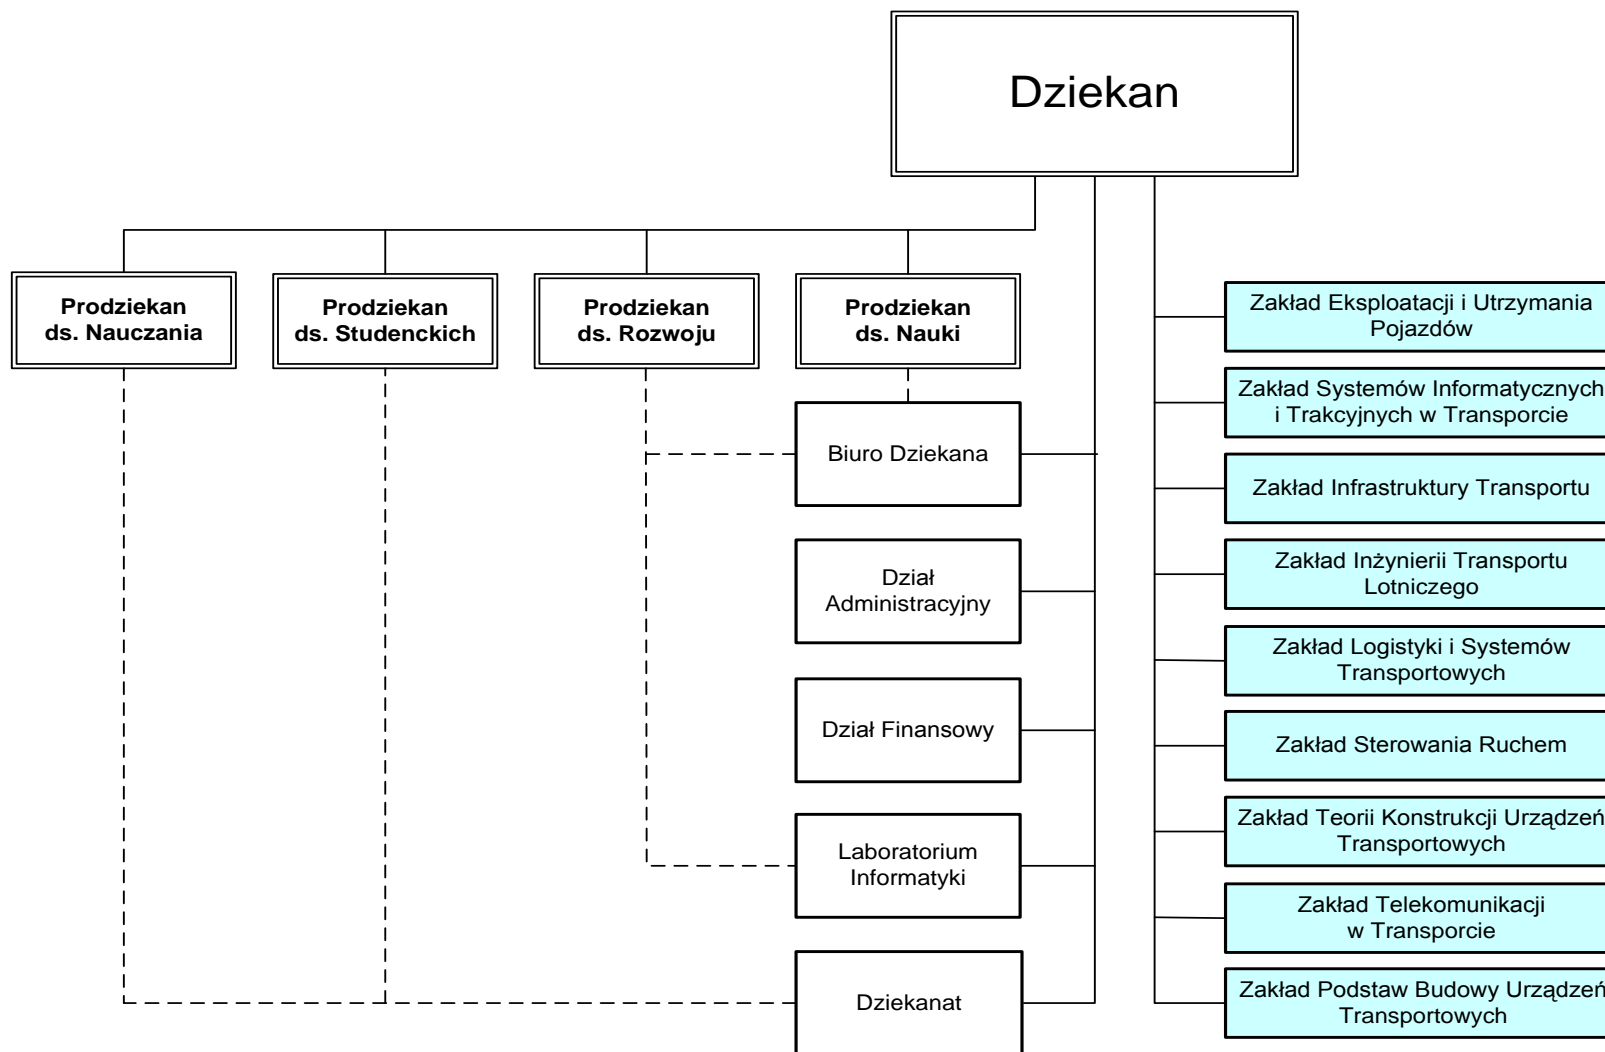 Dziekan
Prodziekan
ds. Nauczania
Prodziekan
ds. Studenckich
Prodziekan
ds. Rozwoju
Prodziekan
ds. Nauki
Biuro Dziekana
Dział
Administracyjny
Dział Finansowy
Laboratorium
Informatyki
Dziekanat
Zakład Eksploatacji i Utrzymania
Pojazdów
Zakład Systemów Informatycznych
i Trakcyjnych w Transporcie
Zakład Infrastruktury Transportu
Zakład Inżynierii Transportu
Lotniczego
Zakład Logistyki i Systemów
Transportowych
Zakład Sterowania Ruchem
Zakład Teorii Konstrukcji Urządzeń
Transportowych
Zakład Telekomunikacji
w Transporcie
Zakład Podstaw Budowy Urządzeń
Transportowych